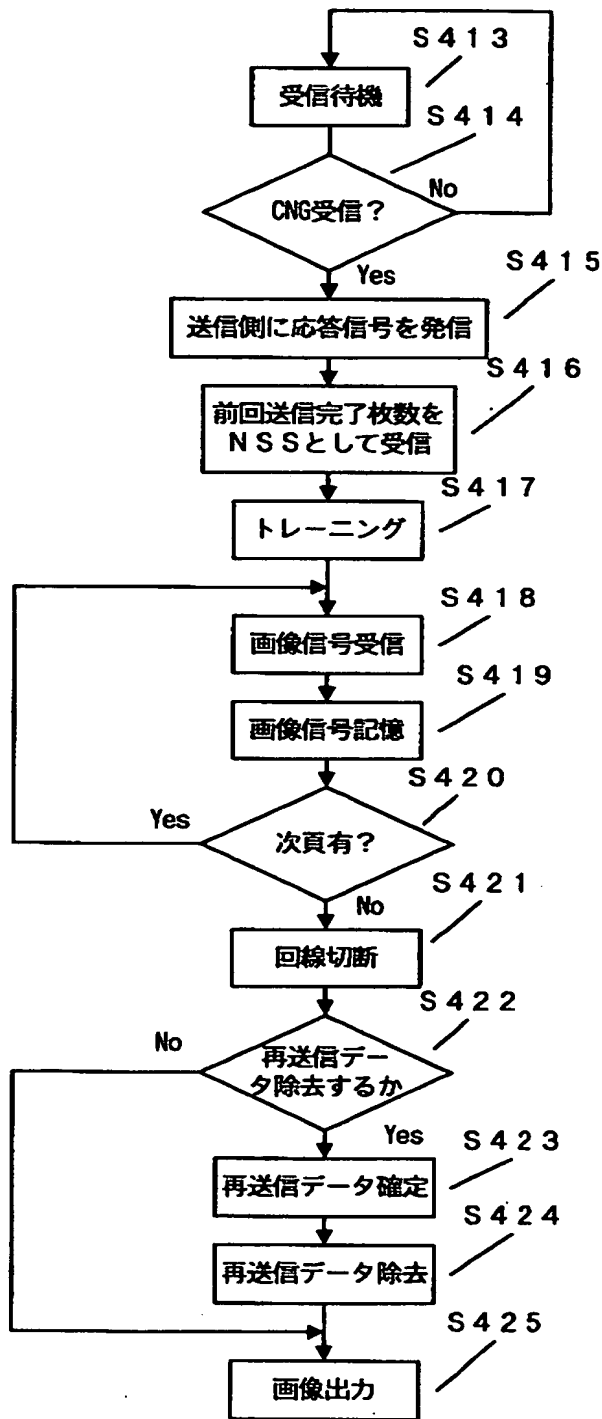 S413
受信待機
S414
CNG受信?
No
Yes
S415
送信側に応答信号を発信
S416
前回送信完了枚数を
NSSとして受信
S417
トレーニング
S418
画像信号受信
S419
画像信号記憶
S420
Yes
次頁有?
No
S421
回線切断
S422
No
再送信デー
タ除去するか
Yes
S423
再送信データ確定
S424
再送信データ除去
S425
画像出力